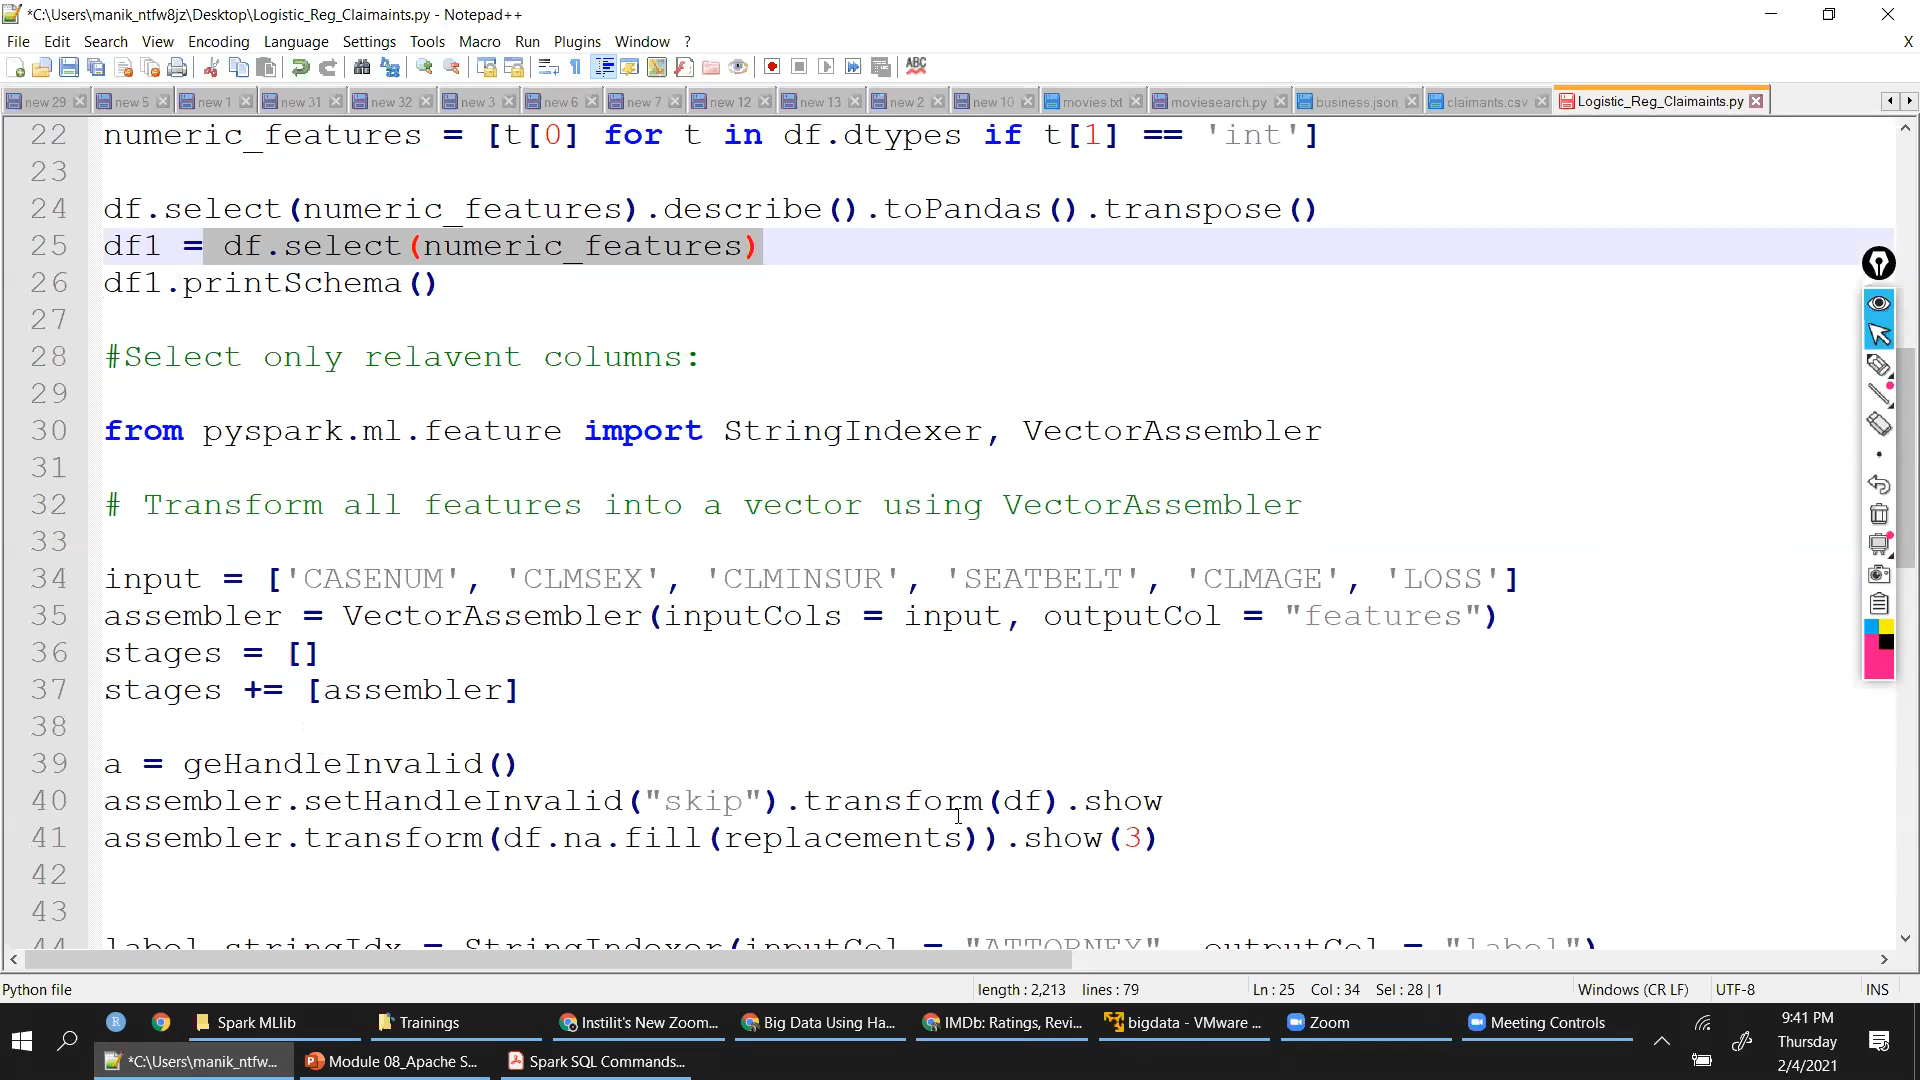 *C:\Users\manik_ntfw8jz\Desktop\Logistic_Reg_Claimaints.py - Notepad++
File Edit Search View Encoding Language Settings Tools Macro Run Plugins Window ? X
new 29 new 5 new 1 new 31 new 32 new 3 new 6 new 7 new 12 new 13 new 2 new 10 movies.txt moviesearch.py business.json claimants.csv Logistic_Reg_Claimaints.py
22 numeric_features = [t[0] for t in df.dtypes if t[1] == 'int']
23
24 df.select(numeric_features).describe().toPandas().transpose()
25 df1 = df.select(numeric_features)
26 df1.printSchema()
27
28 #Select only relavent columns:
29
30 from pyspark.ml.feature import StringIndexer, VectorAssembler
31
32 # Transform all features into a vector using VectorAssembler
33
34 input = ['CASENUM', 'CLMSEX', 'CLMINSUR', 'SEATBELT', 'CLMAGE', 'LOSS']
35 assembler = VectorAssembler(inputCols = input, outputCol = "features")
36 stages = []
37 stages += [assembler]
38
39 a = geHandleInvalid()
40 assembler.setHandleInvalid("skip").transform(df).show
41 assembler.transform(df.na.fill(replacements)).show(3)
42
43
44 label_stringIdx = StringIndexer(inputCol = "ATTORNEY", outputCol = "label")
Python file length : 2,213 lines : 79 Ln : 25 Col : 34 Sel : 28 | 1 Windows (CR LF) UTF-8 INS
Spark MLlib Trainings Instilit's New Zoom... Big Data Using Ha... IMDb: Ratings, Revi... bigdata - VMware ... Zoom Meeting Controls
*C:\Users\manik_ntfw... Module 08_Apache S... Spark SQL Commands...
9:41 PM
Thursday
2/4/2021